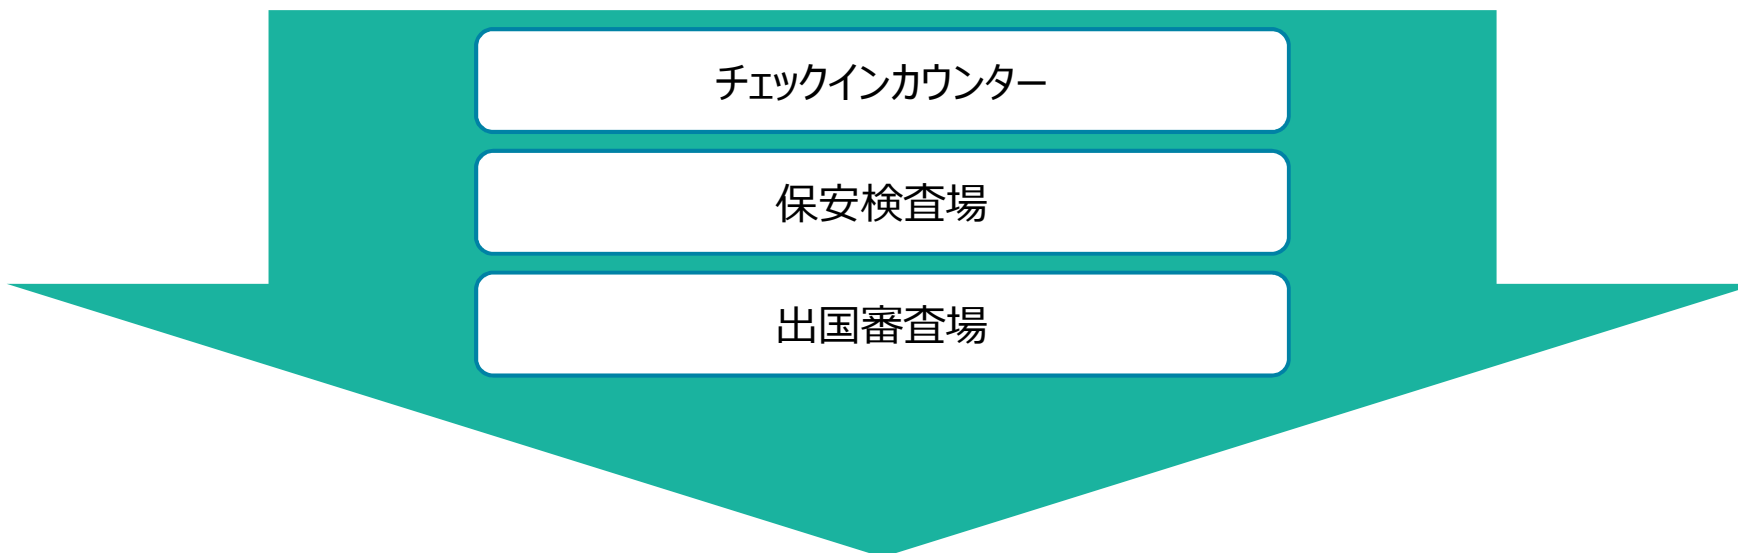 チェックインカウンター
保安検査場
出国審査場